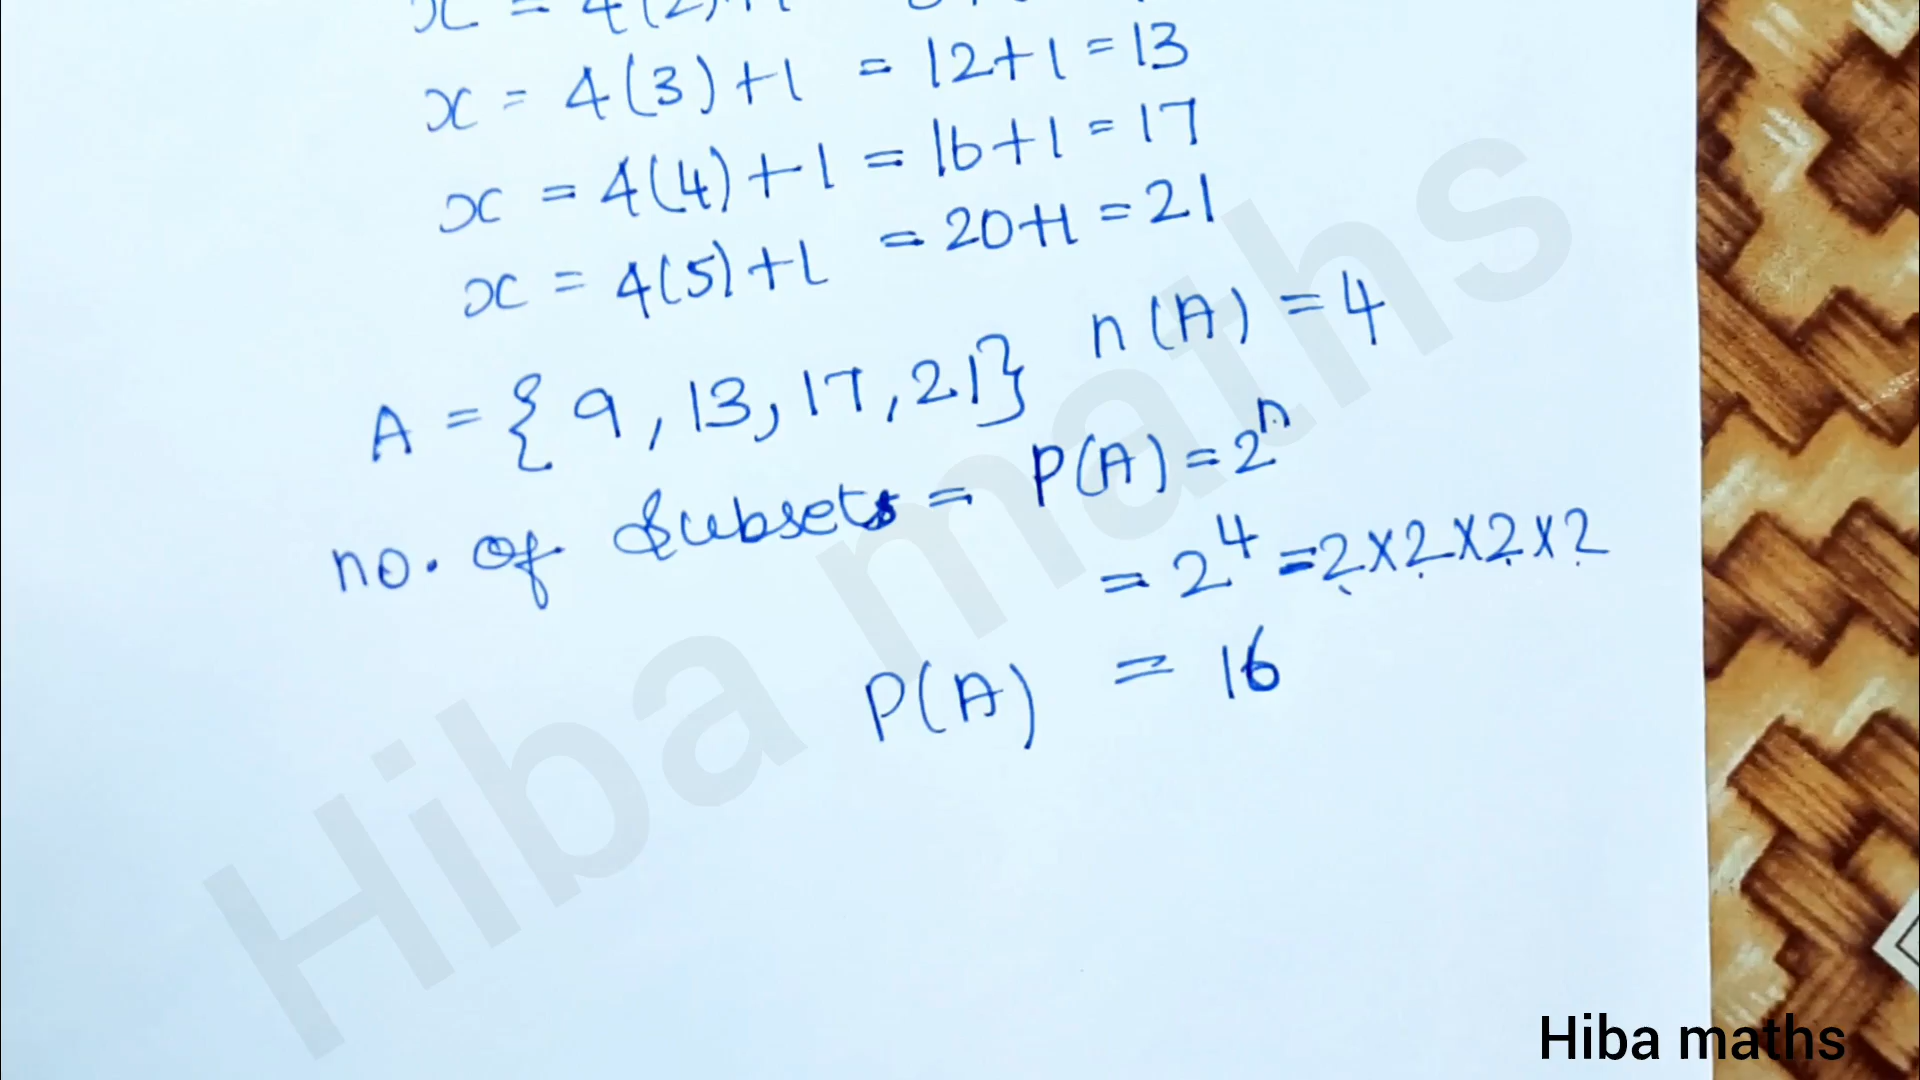 x = 4(3)+1 = 12+1 = 13
x = 4(4)+1 = 16+1 = 17
x = 4(5)+1 = 20+1 = 21
A = {9, 13, 17, 21} n(A) = 4
no. of Subsets = P(A) = 2ⁿ
= 2⁴ = 2×2×2×2
P(A) = 16
Hiba maths
Hiba maths